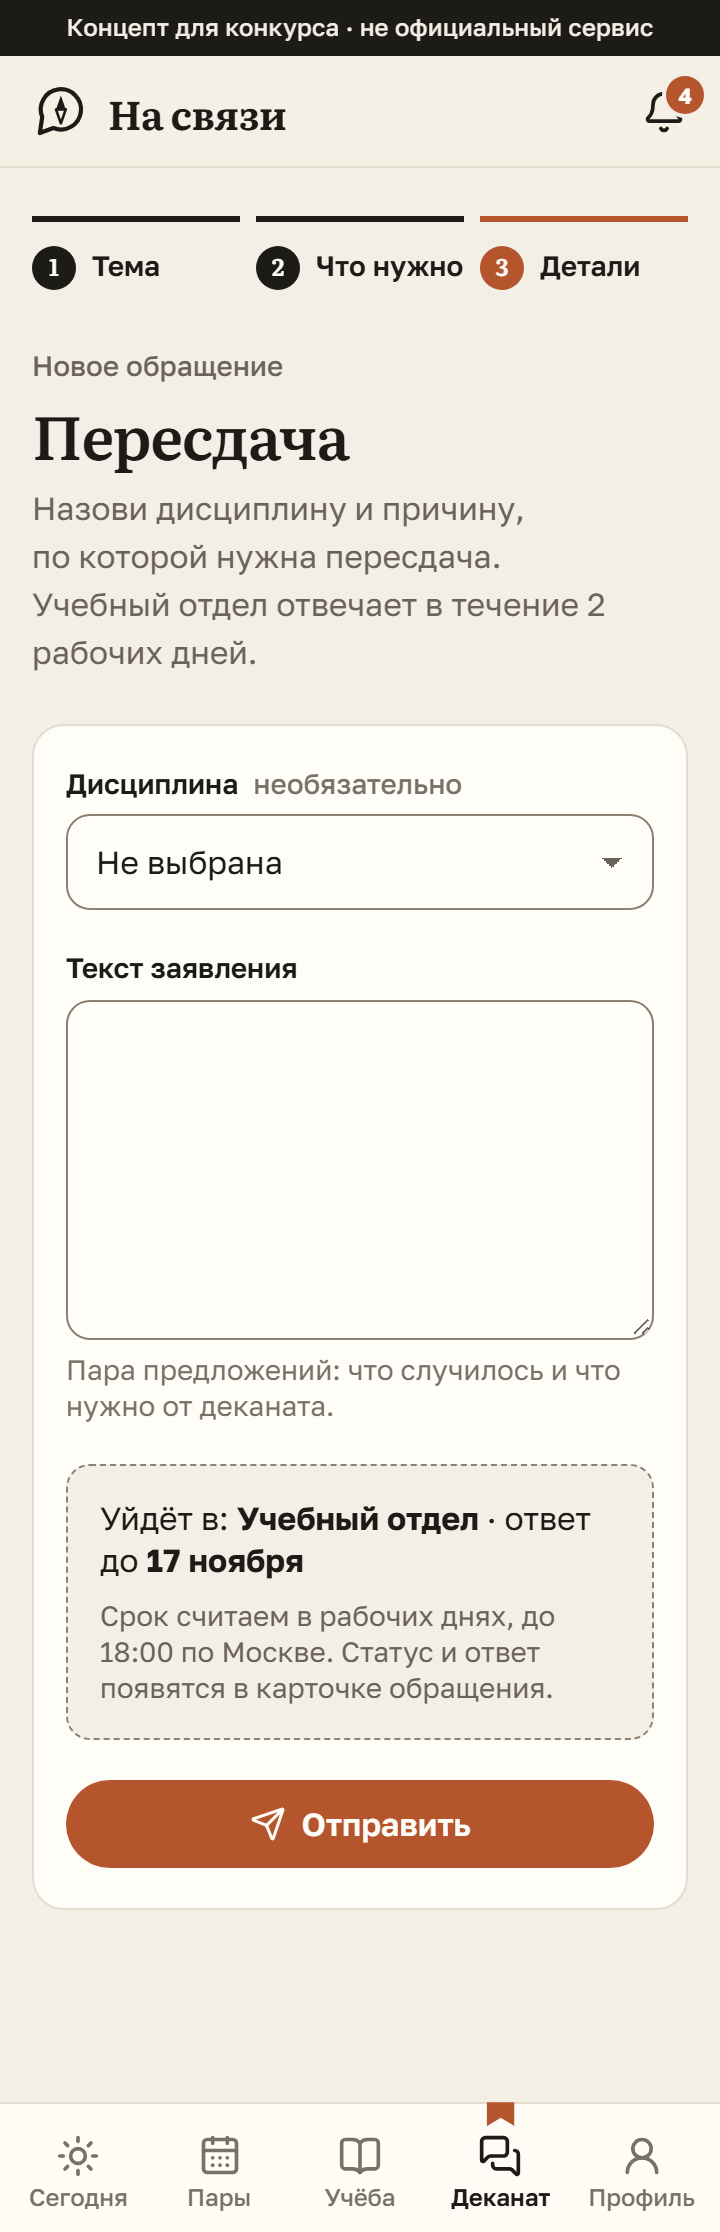 Концепт для конкурса · не официальный сервис
На связи
4
1 Тема 2 Что нужно 3 Детали
Новое обращение
Пересдача
Назови дисциплину и причину,
по которой нужна пересдача.
Учебный отдел отвечает в течение 2
рабочих дней.
Дисциплина необязательно
Не выбрана
Текст заявления
Пара предложений: что случилось и что
нужно от деканата.
Уйдёт в: Учебный отдел · ответ
до 17 ноября
Срок считаем в рабочих днях, до
18:00 по Москве. Статус и ответ
появятся в карточке обращения.
Отправить
Сегодня Пары Учёба Деканат Профиль